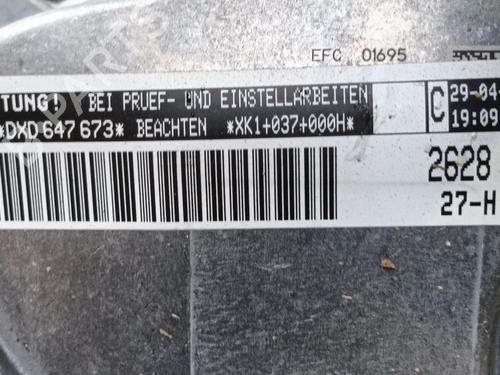 EFC 01695
TUNG! BEI PRUEF- UND EINSTELLARBEITEN
*DXD 647 673* BEACHTEN *XK1+037+000H*
C
29-04-
19:09
2628
27-H